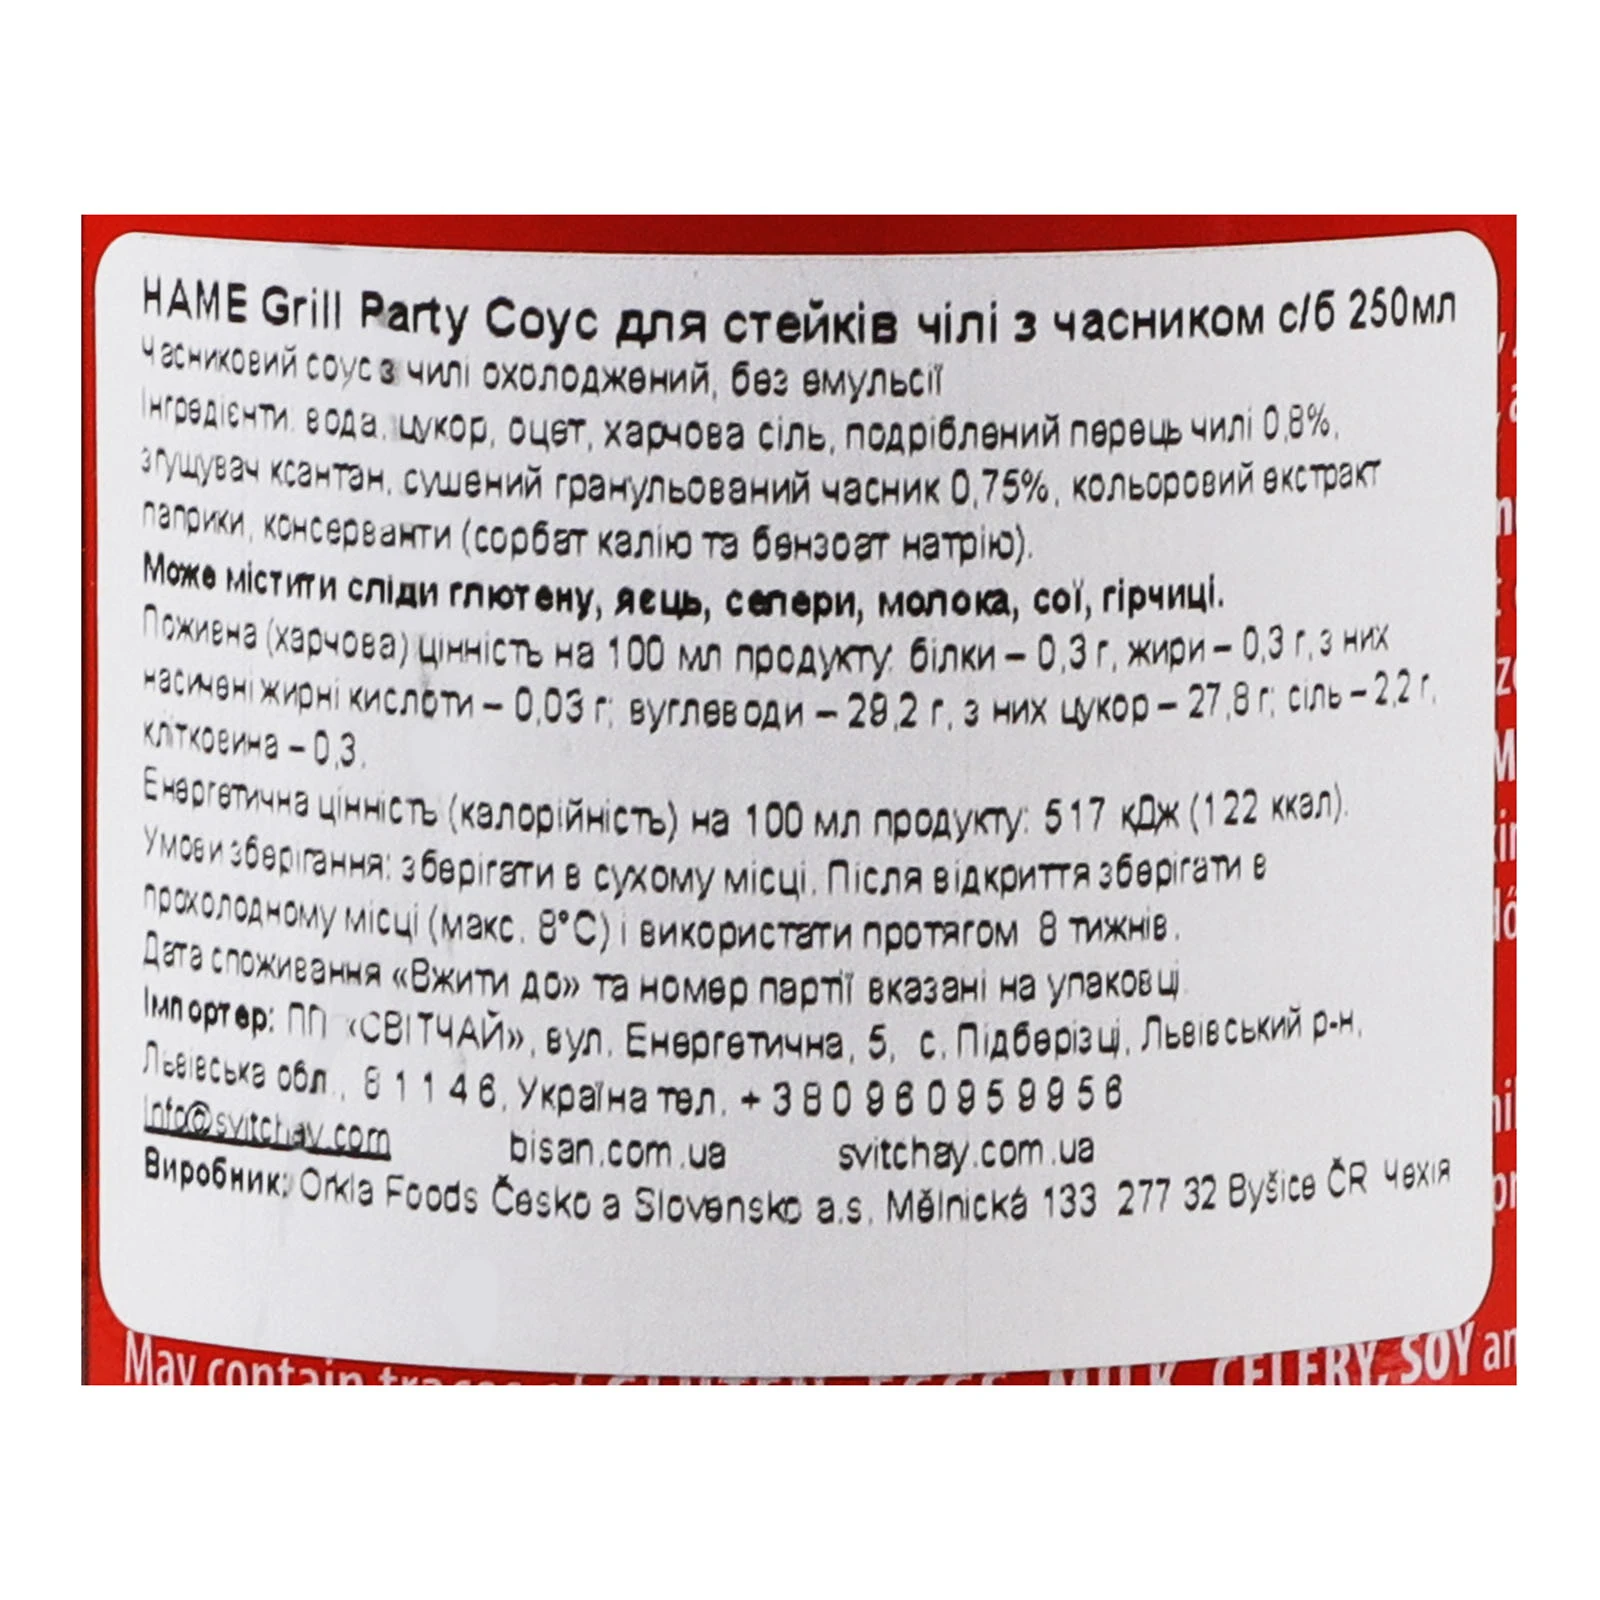 HAME Grill Party Соус для стейків чілі з часником с/б 250мл
Часниковий соус з чилі охолоджений, без емульсії
Інгредієнти: вода, цукор, оцет, харчова сіль, подріблений перець чилі 0,8%,
згущувач ксантан, сушений гранульований часник 0,75%, кольоровий екстракт
паприки, консерванти (сорбат калію та бензоат натрію).
Може містити сліди глютену, яєць, селери, молока, сої, гірчиці.
Поживна (харчова) цінність на 100 мл продукту: білки – 0,3 г, жири – 0,3 г, з них
насичені жирні кислоти – 0,03 г; вуглеводи – 29,2 г, з них цукор – 27,8 г; сіль – 2,2 г,
клітковина – 0,3.
Енергетична цінність (калорійність) на 100 мл продукту: 517 кДж (122 ккал).
Умови зберігання: зберігати в сухому місці. Після відкриття зберігати в
прохолодному місці (макс. 8°C) і використати протягом 8 тижнів.
Дата споживання «Вжити до» та номер партії вказані на упаковці.
Імпортер: ПП «СВІТЧАЙ», вул. Енергетична, 5, с. Підберізці, Львівський р-н,
Львівська обл., 81146, Україна тел. +380960959956
info@svitchay.com bisan.com.ua svitchay.com.ua
Виробник: Orkla Foods Česko a Slovensko a.s, Mělnická 133 277 32 Byšice ČR Чехія
May contain traces of GLUTEN, EGGS, MILK, CELERY, SOY an